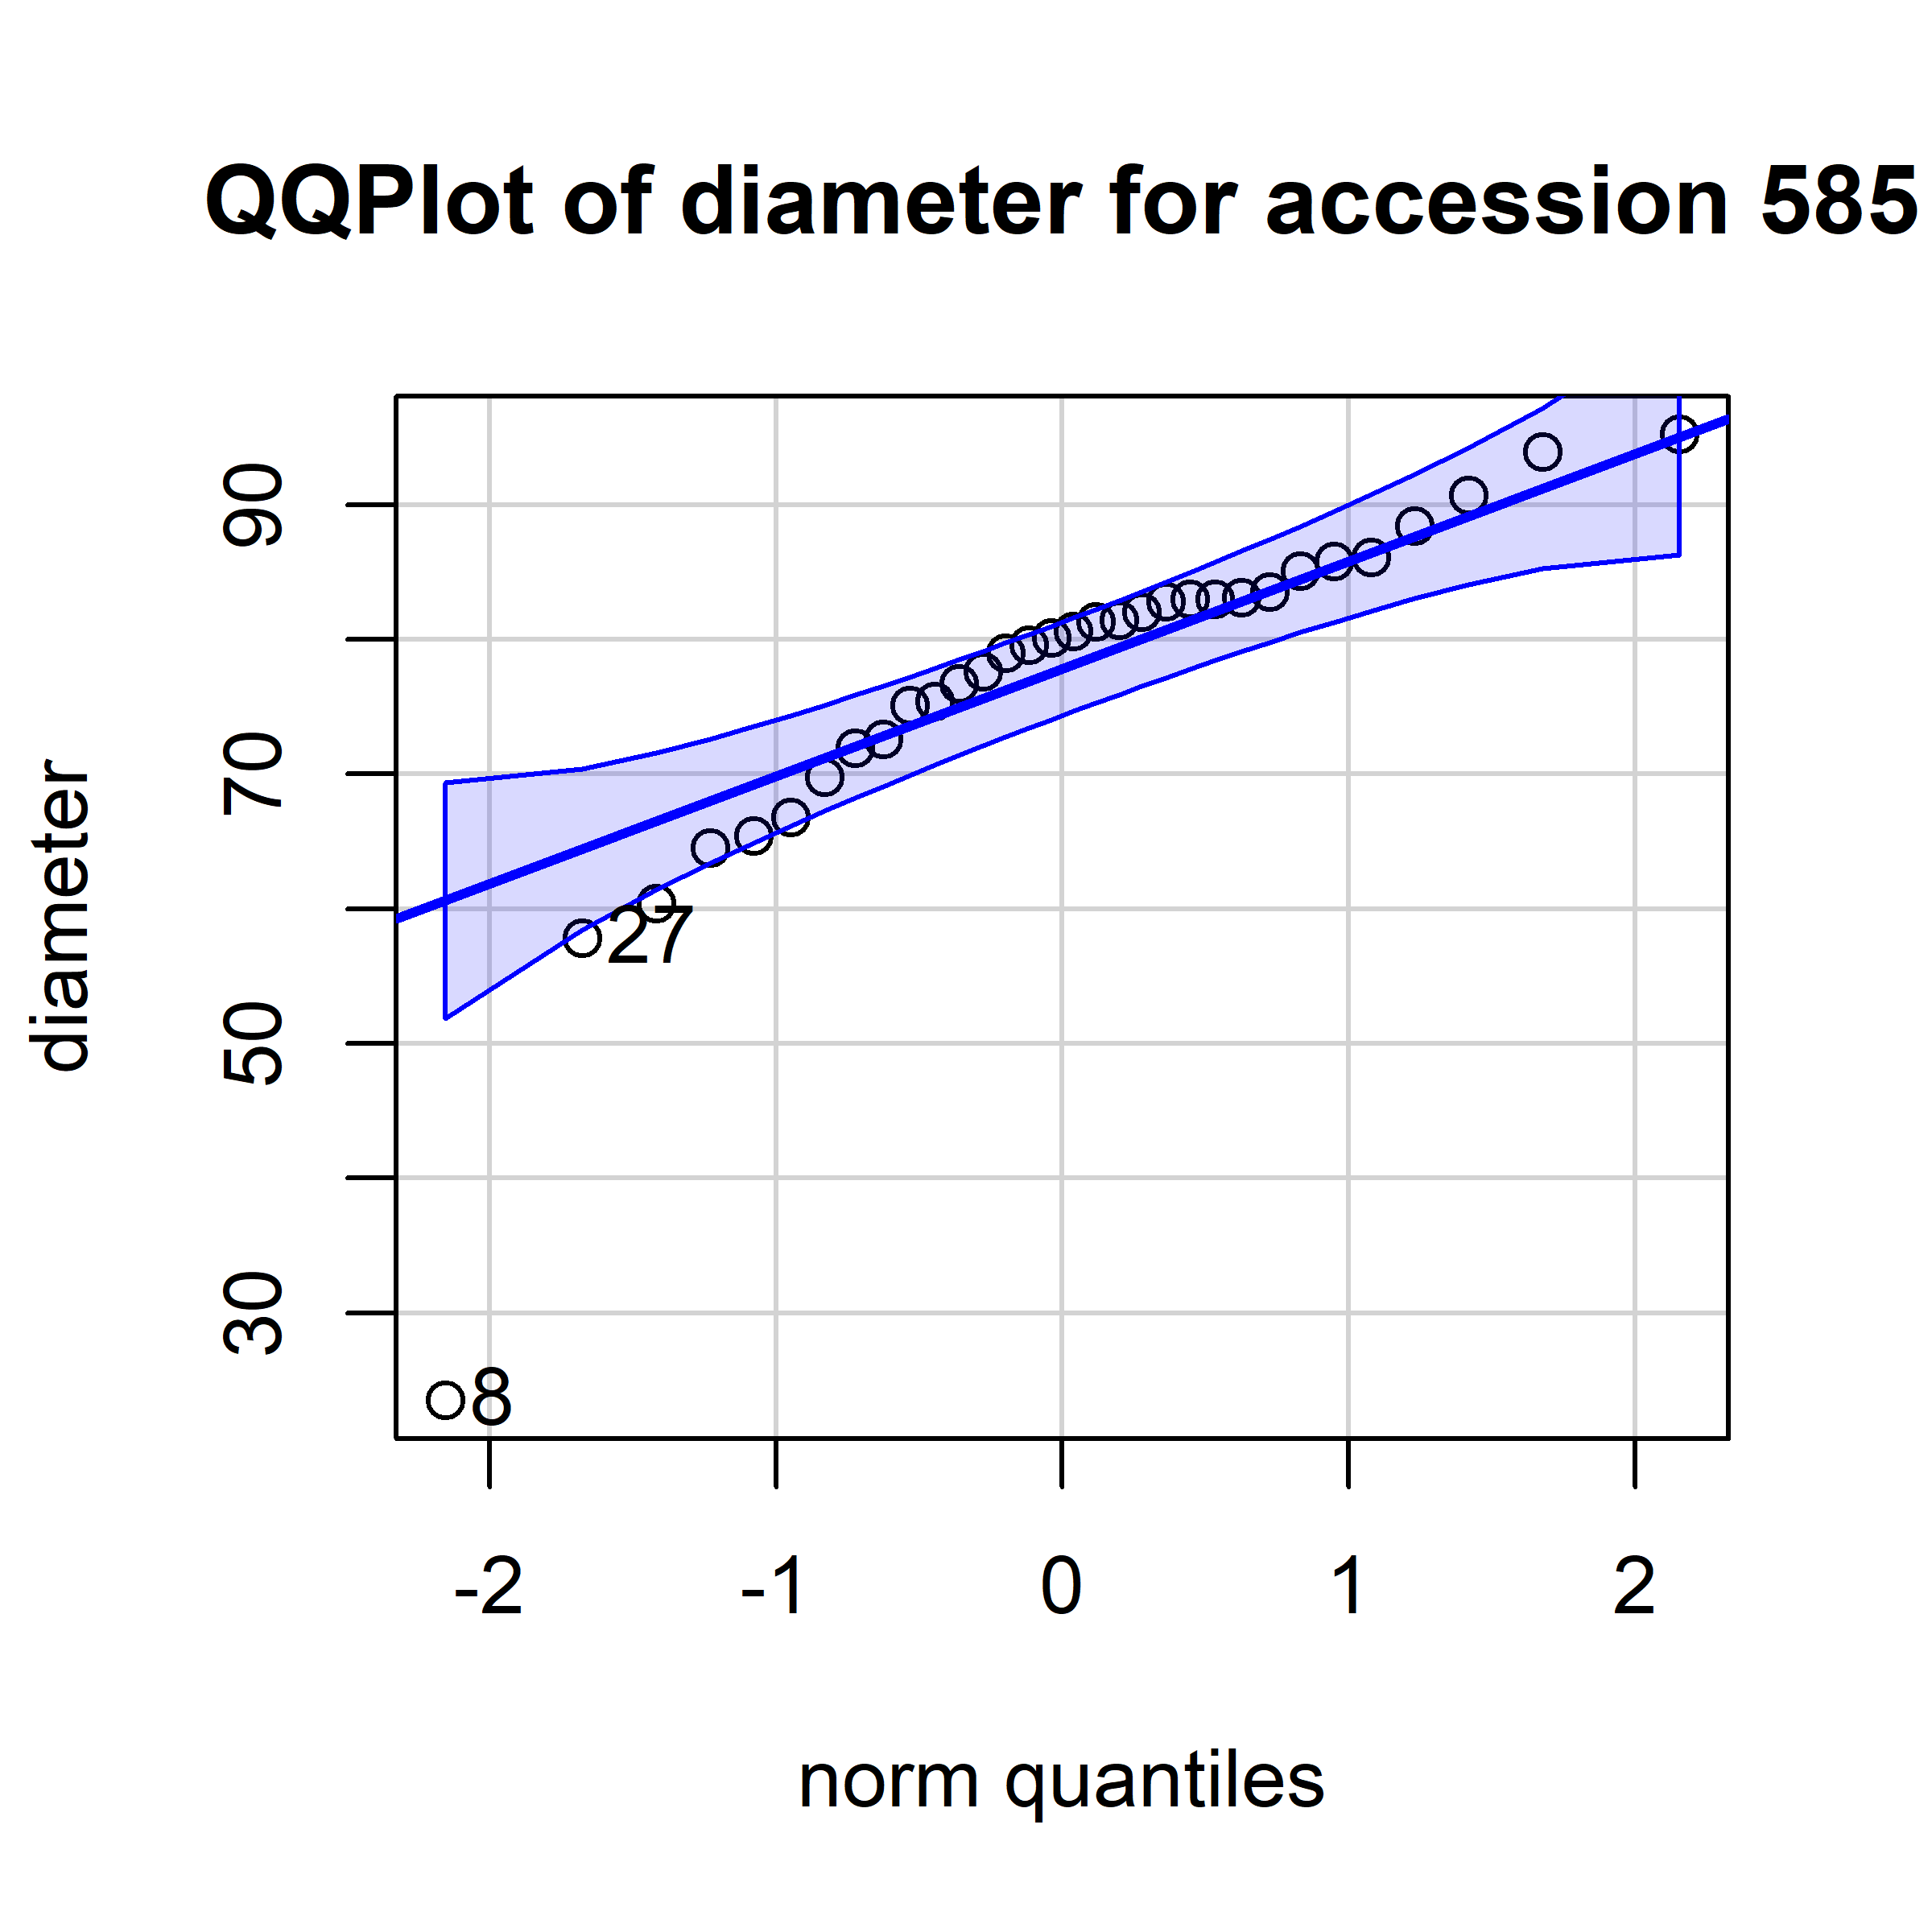 QQPlot of diameter for accession 585
diameter
90
70
50
30
27
8
-2 -1 0 1 2
norm quantiles